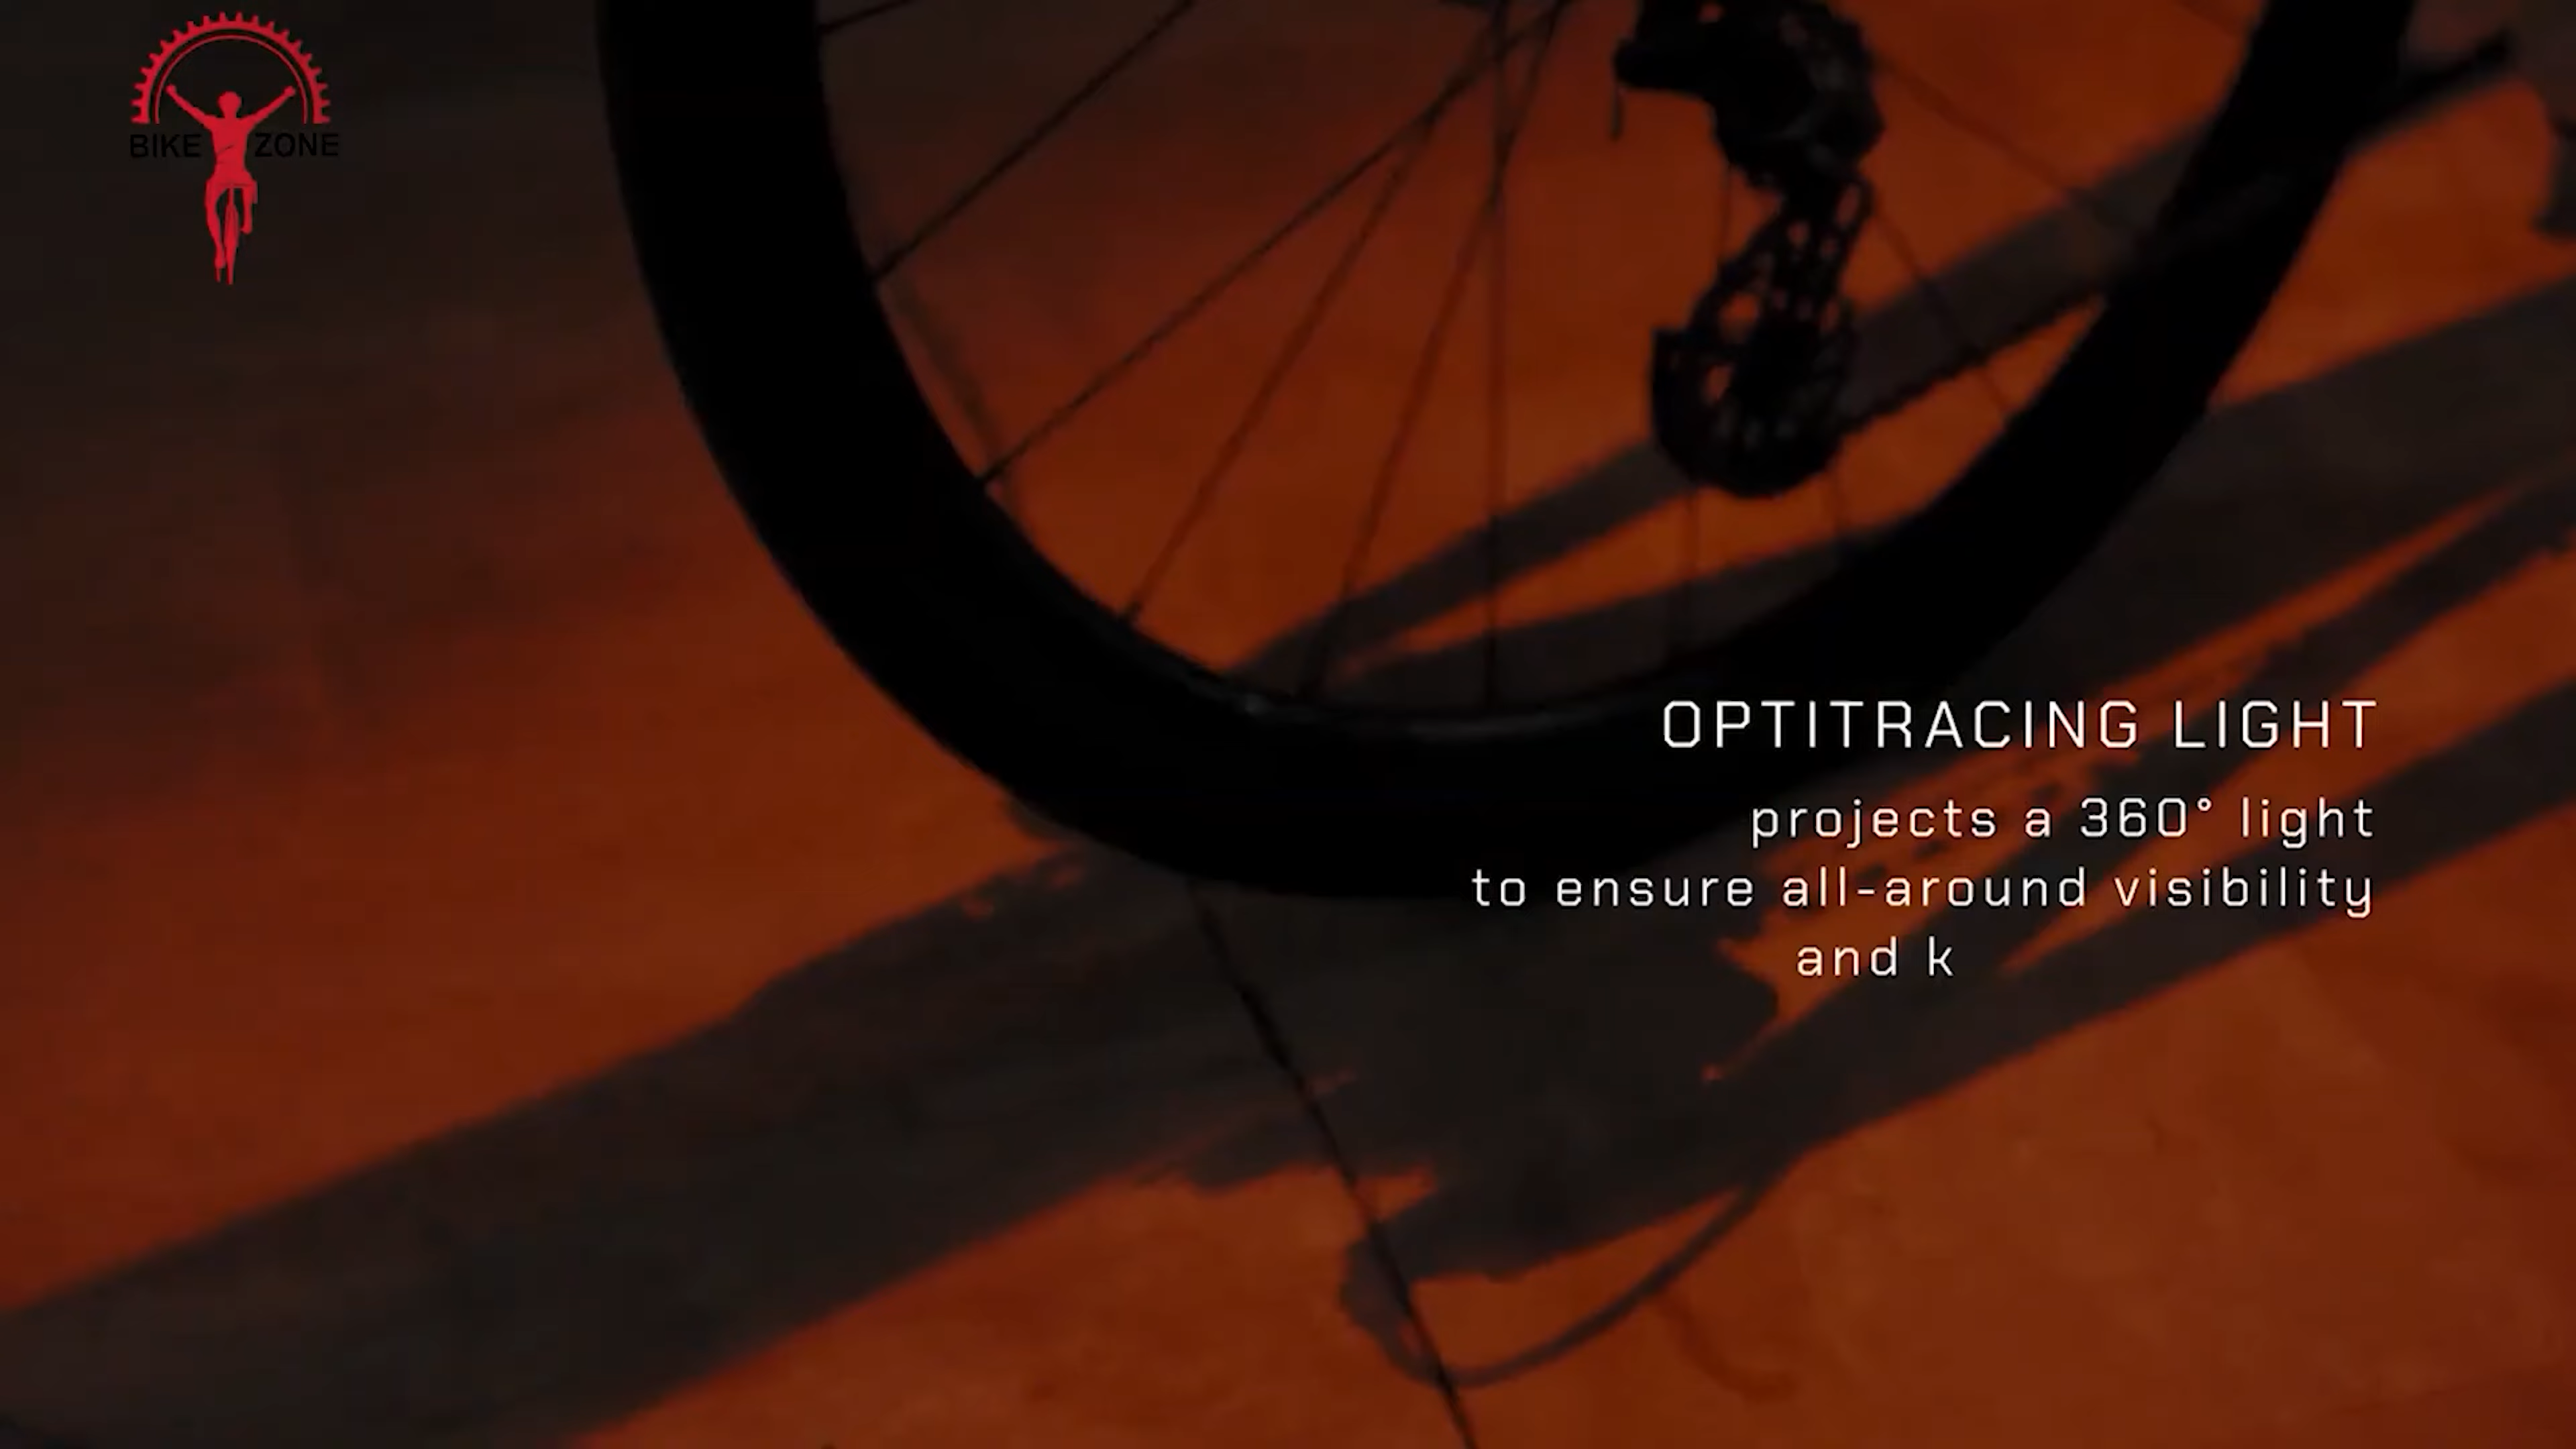 BIKE ZONE
OPTITRACING LIGHT
projects a 360° light
to ensure all-around visibility
and k